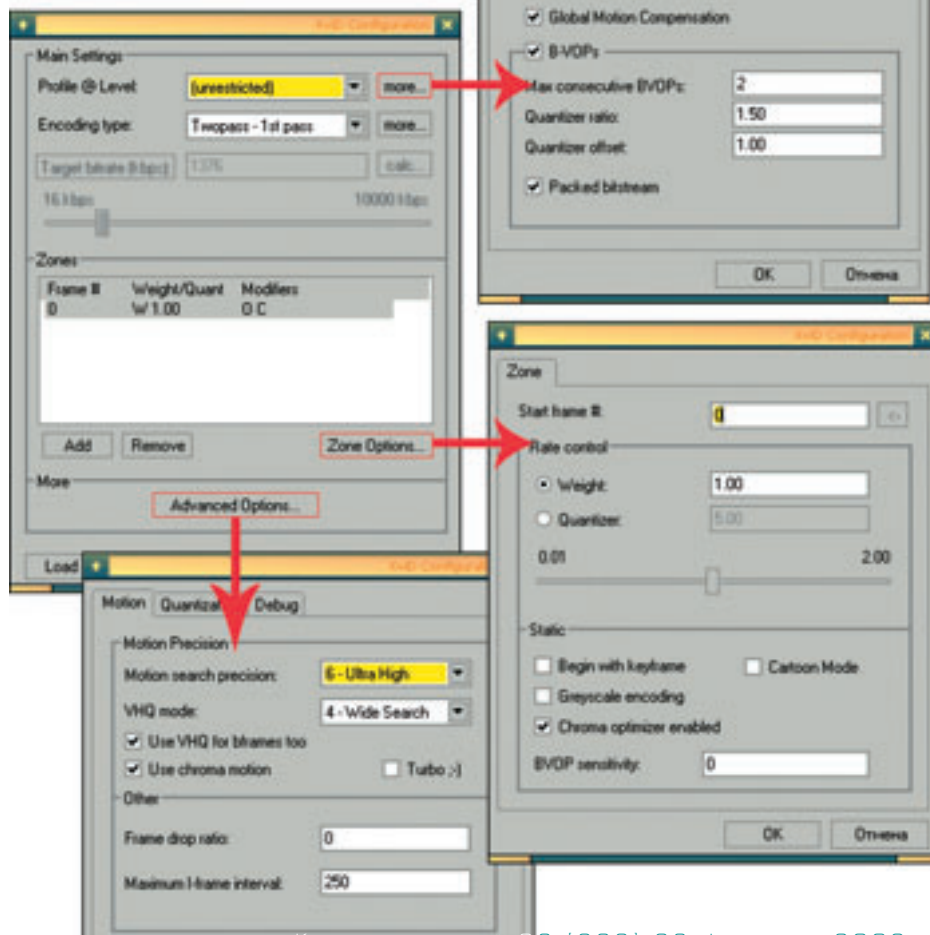 XviD Configuration
Main Settings
Profile @ Level: (unrestricted) more...
Encoding type: Twopass - 1st pass more...
Target bitrate (kbps): 1376 calc...
16 kbps 10000 kbps
Zones
Frame # Weight/Quant Modifiers
0 W 1.00 O C
Add Remove Zone Options...
More
Advanced Options...
Load
Global Motion Compensation
B-VOPs
Max consecutive BVOPs: 2
Quantizer ratio: 1.50
Quantizer offset: 1.00
Packed bitstream
OK Отмена
XviD Configuration
Zone
Start frame #: 0
Rate control
Weight: 1.00
Quantizer: 5.00
0.01 2.00
Static
Begin with keyframe Cartoon Mode
Greyscale encoding
Chroma optimizer enabled
BVOP sensitivity: 0
OK Отмена
Motion Debug
Motion Precision
Motion search precision: 6 - Ultra High
VHQ mode: 4 - Wide Search
Use VHQ for bframes too
Use chroma motion Turbo ;-)
Other
Frame drop ratio: 0
Maximum I-frame interval: 250